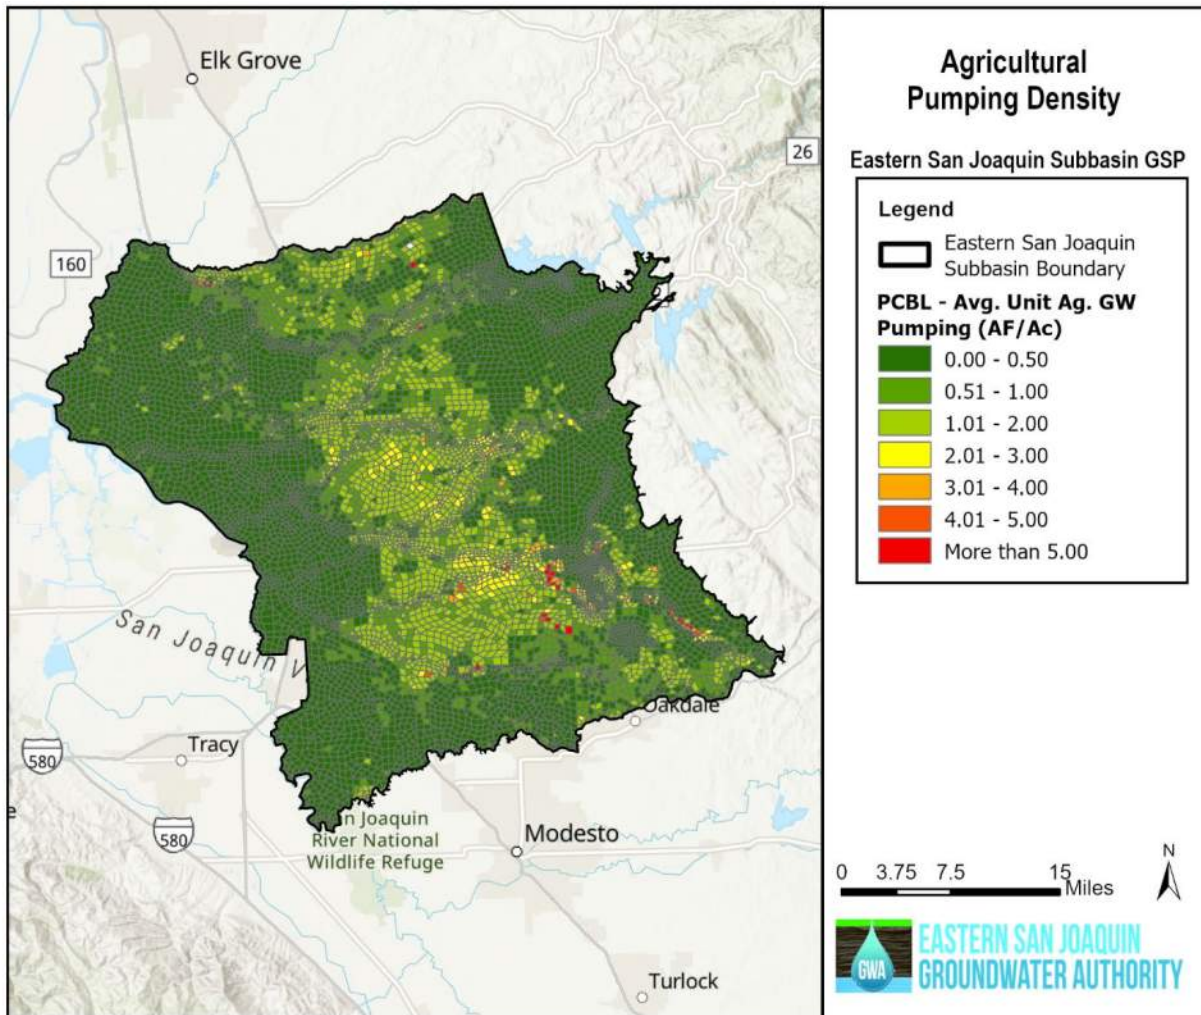 Elk Grove
26
160
San Joaquin V
Tracy
580
580
Oakdale
n Joaquin
River National
Wildlife Refuge
Modesto
Turlock
e
Agricultural
Pumping Density
Eastern San Joaquin Subbasin GSP
Legend
Eastern San Joaquin
Subbasin Boundary
PCBL - Avg. Unit Ag. GW
Pumping (AF/Ac)
0.00 - 0.50
0.51 - 1.00
1.01 - 2.00
2.01 - 3.00
3.01 - 4.00
4.01 - 5.00
More than 5.00
N
0 3.75 7.5 15
Miles
GWA
EASTERN SAN JOAQUIN
GROUNDWATER AUTHORITY